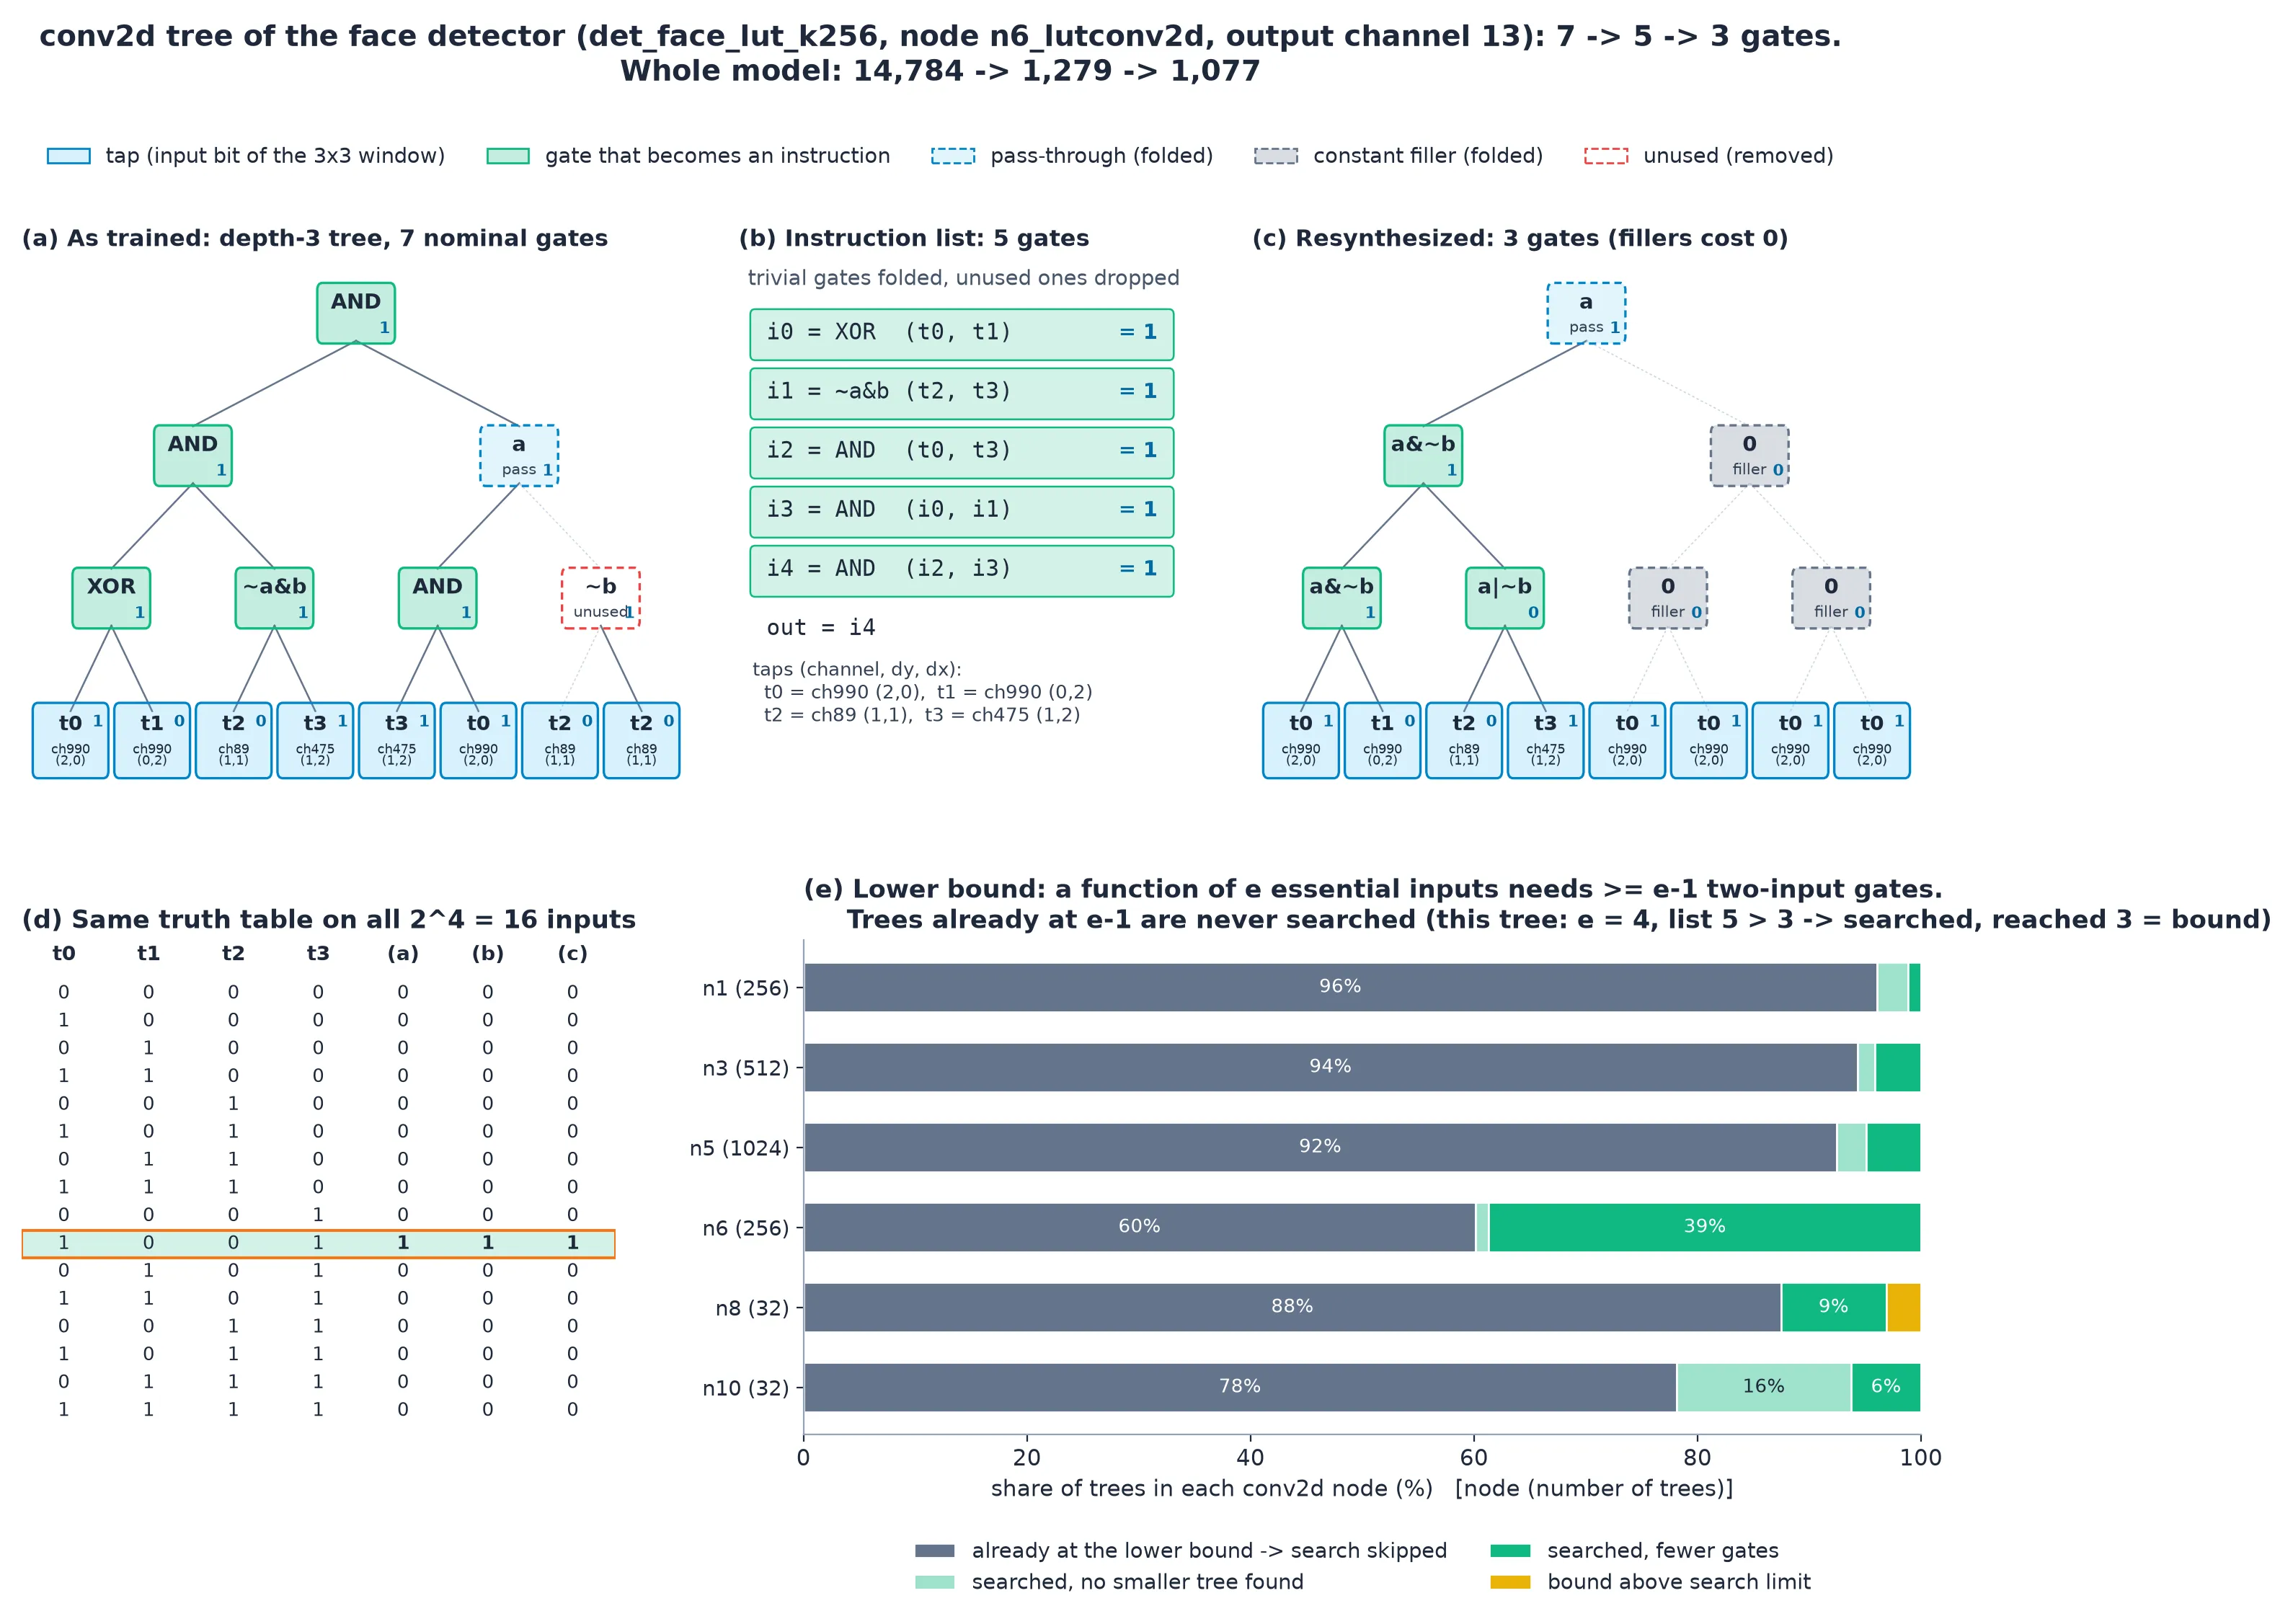 conv2d tree of the face detector (det_face_lut_k256, node n6_lutconv2d, output channel 13): 7 -> 5 -> 3 gates.
Whole model: 14,784 -> 1,279 -> 1,077
tap (input bit of the 3x3 window)
gate that becomes an instruction
pass-through (folded)
constant filler (folded)
unused (removed)
(a) As trained: depth-3 tree, 7 nominal gates
AND
1
AND
1
a
pass 1
XOR
1
~a&b
1
AND
1
~b
unused 1
t0 1
ch990
(2,0)
t1 0
ch990
(0,2)
t2 0
ch89
(1,1)
t3 1
ch475
(1,2)
t3 1
ch475
(1,2)
t0 1
ch990
(2,0)
t2 0
ch89
(1,1)
t2 0
ch89
(1,1)
(b) Instruction list: 5 gates
trivial gates folded, unused ones dropped
i0 = XOR (t0, t1) = 1
i1 = ~a&b (t2, t3) = 1
i2 = AND (t0, t3) = 1
i3 = AND (i0, i1) = 1
i4 = AND (i2, i3) = 1
out = i4
taps (channel, dy, dx):
t0 = ch990 (2,0), t1 = ch990 (0,2)
t2 = ch89 (1,1), t3 = ch475 (1,2)
(c) Resynthesized: 3 gates (fillers cost 0)
a
pass 1
a&~b
1
0
filler 0
a&~b
1
a|~b
0
0
filler 0
0
filler 0
t0 1
ch990
(2,0)
t1 0
ch990
(0,2)
t2 0
ch89
(1,1)
t3 1
ch475
(1,2)
t0 1
ch990
(2,0)
t0 1
ch990
(2,0)
t0 1
ch990
(2,0)
t0 1
ch990
(2,0)
(d) Same truth table on all 2^4 = 16 inputs
t0 t1 t2 t3 (a) (b) (c)
0 0 0 0 0 0 0
1 0 0 0 0 0 0
0 1 0 0 0 0 0
1 1 0 0 0 0 0
0 0 1 0 0 0 0
1 0 1 0 0 0 0
0 1 1 0 0 0 0
1 1 1 0 0 0 0
0 0 0 1 0 0 0
1 0 0 1 1 1 1
0 1 0 1 0 0 0
1 1 0 1 0 0 0
0 0 1 1 0 0 0
1 0 1 1 0 0 0
0 1 1 1 0 0 0
1 1 1 1 0 0 0
(e) Lower bound: a function of e essential inputs needs >= e-1 two-input gates.
Trees already at e-1 are never searched (this tree: e = 4, list 5 > 3 -> searched, reached 3 = bound)
n1 (256) 96%
n3 (512) 94%
n5 (1024) 92%
n6 (256) 60% 39%
n8 (32) 88% 9%
n10 (32) 78% 16% 6%
0 20 40 60 80 100
share of trees in each conv2d node (%) [node (number of trees)]
already at the lower bound -> search skipped
searched, no smaller tree found
searched, fewer gates
bound above search limit